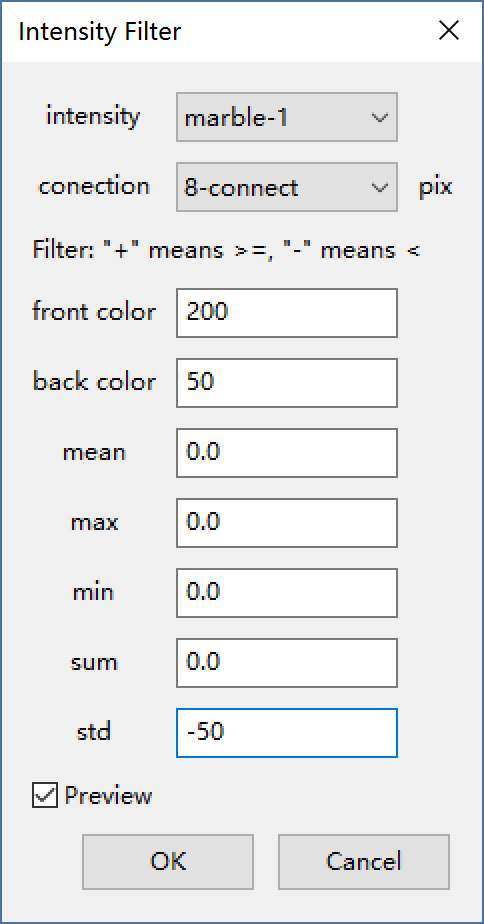 Intensity Filter
intensity marble-1
conection 8-connect pix
Filter: "+" means >=, "-" means <
front color 200
back color 50
mean 0.0
max 0.0
min 0.0
sum 0.0
std -50
Preview
OK Cancel